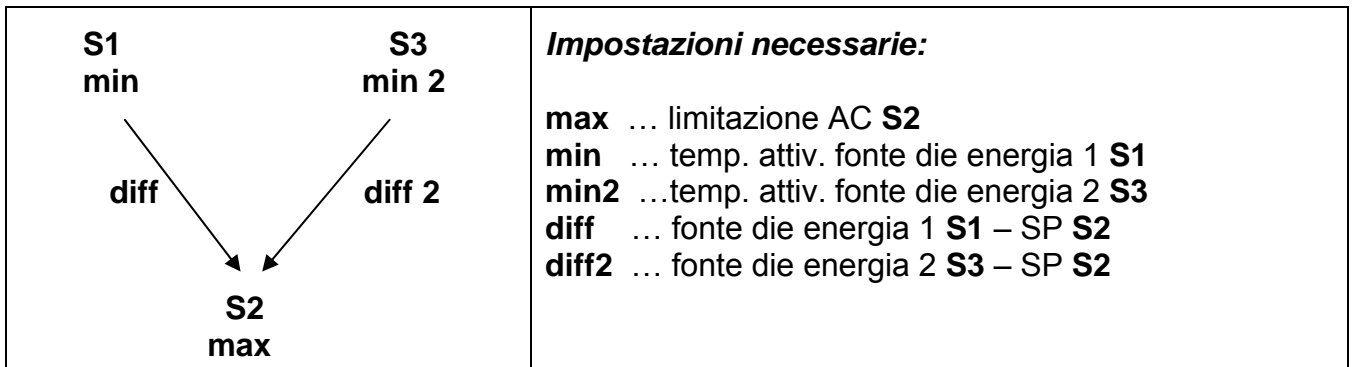 S1 S3
min min 2
diff diff 2
S2
max
Impostazioni necessarie:
max … limitazione AC S2
min … temp. attiv. fonte die energia 1 S1
min2 …temp. attiv. fonte die energia 2 S3
diff … fonte die energia 1 S1 – SP S2
diff2 … fonte die energia 2 S3 – SP S2